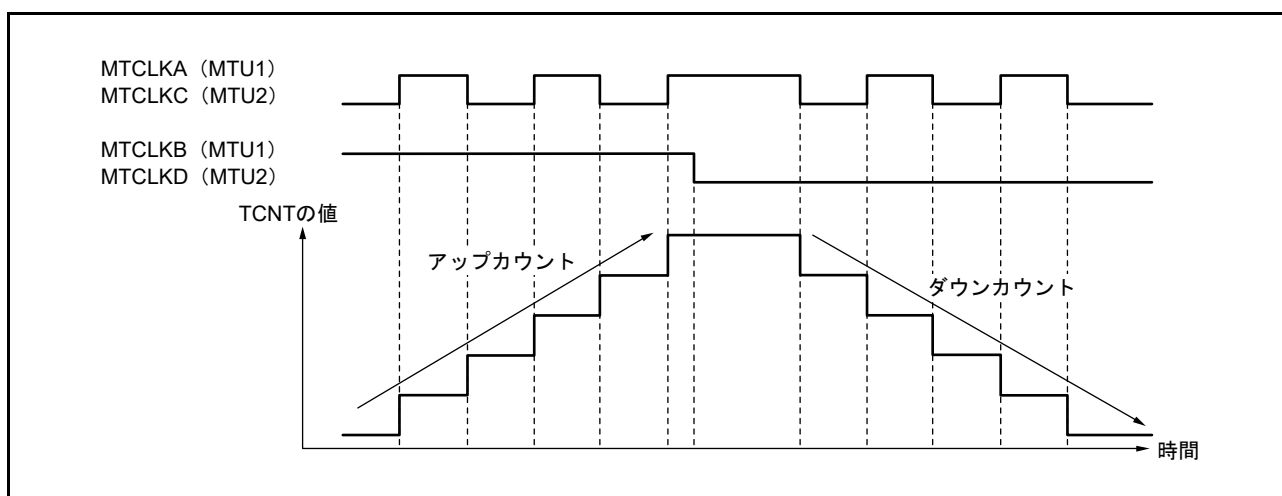 MTCLKA（MTU1）
MTCLKC（MTU2）
MTCLKB（MTU1）
MTCLKD（MTU2）
TCNTの値
アップカウント
ダウンカウント
時間